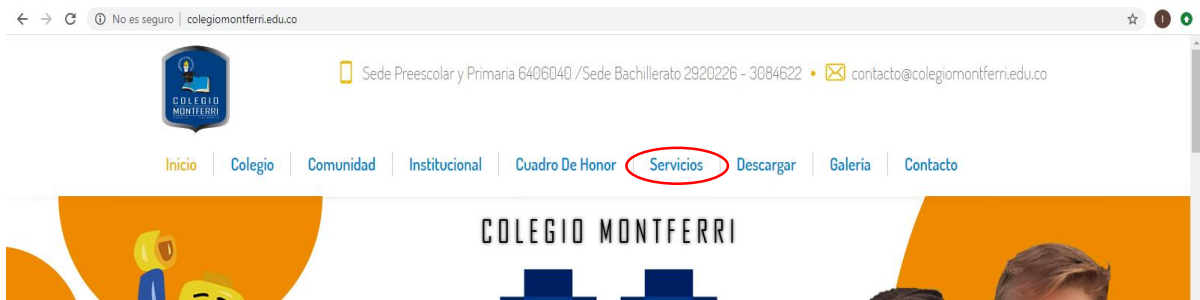 No es seguro | colegiomontferri.edu.co
Sede Preescolar y Primaria 6406040 /Sede Bachillerato 2920226 - 3084622 • contacto@colegiomontferri.edu.co
COLEGIO
MONTFERRI
Inicio Colegio Comunidad Institucional Cuadro De Honor Servicios Descargar Galería Contacto
COLEGIO MONTFERRI